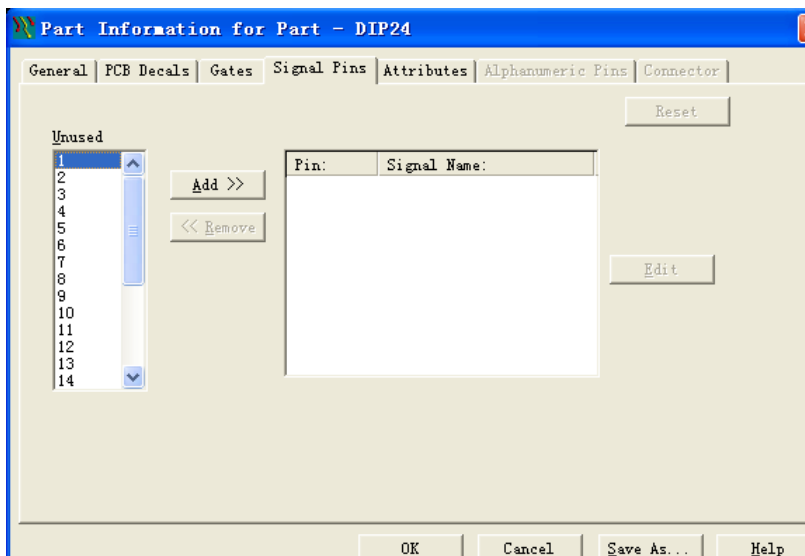 Part Information for Part - DIP24
General PCB Decals Gates Signal Pins Attributes Alphanumeric Pins Connector
Reset
Unused
1
2
3
4
5
6
7
8
9
10
11
12
13
14
Add >>
<< Remove
Pin: Signal Name:
Edit
OK Cancel Save As... Help